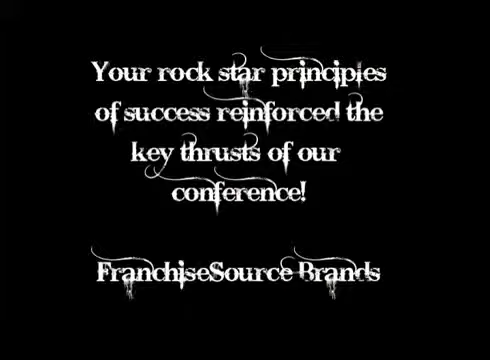 Your rock star principles
of success reinforced the
key thrusts of our
conference!
FranchiseSource Brands